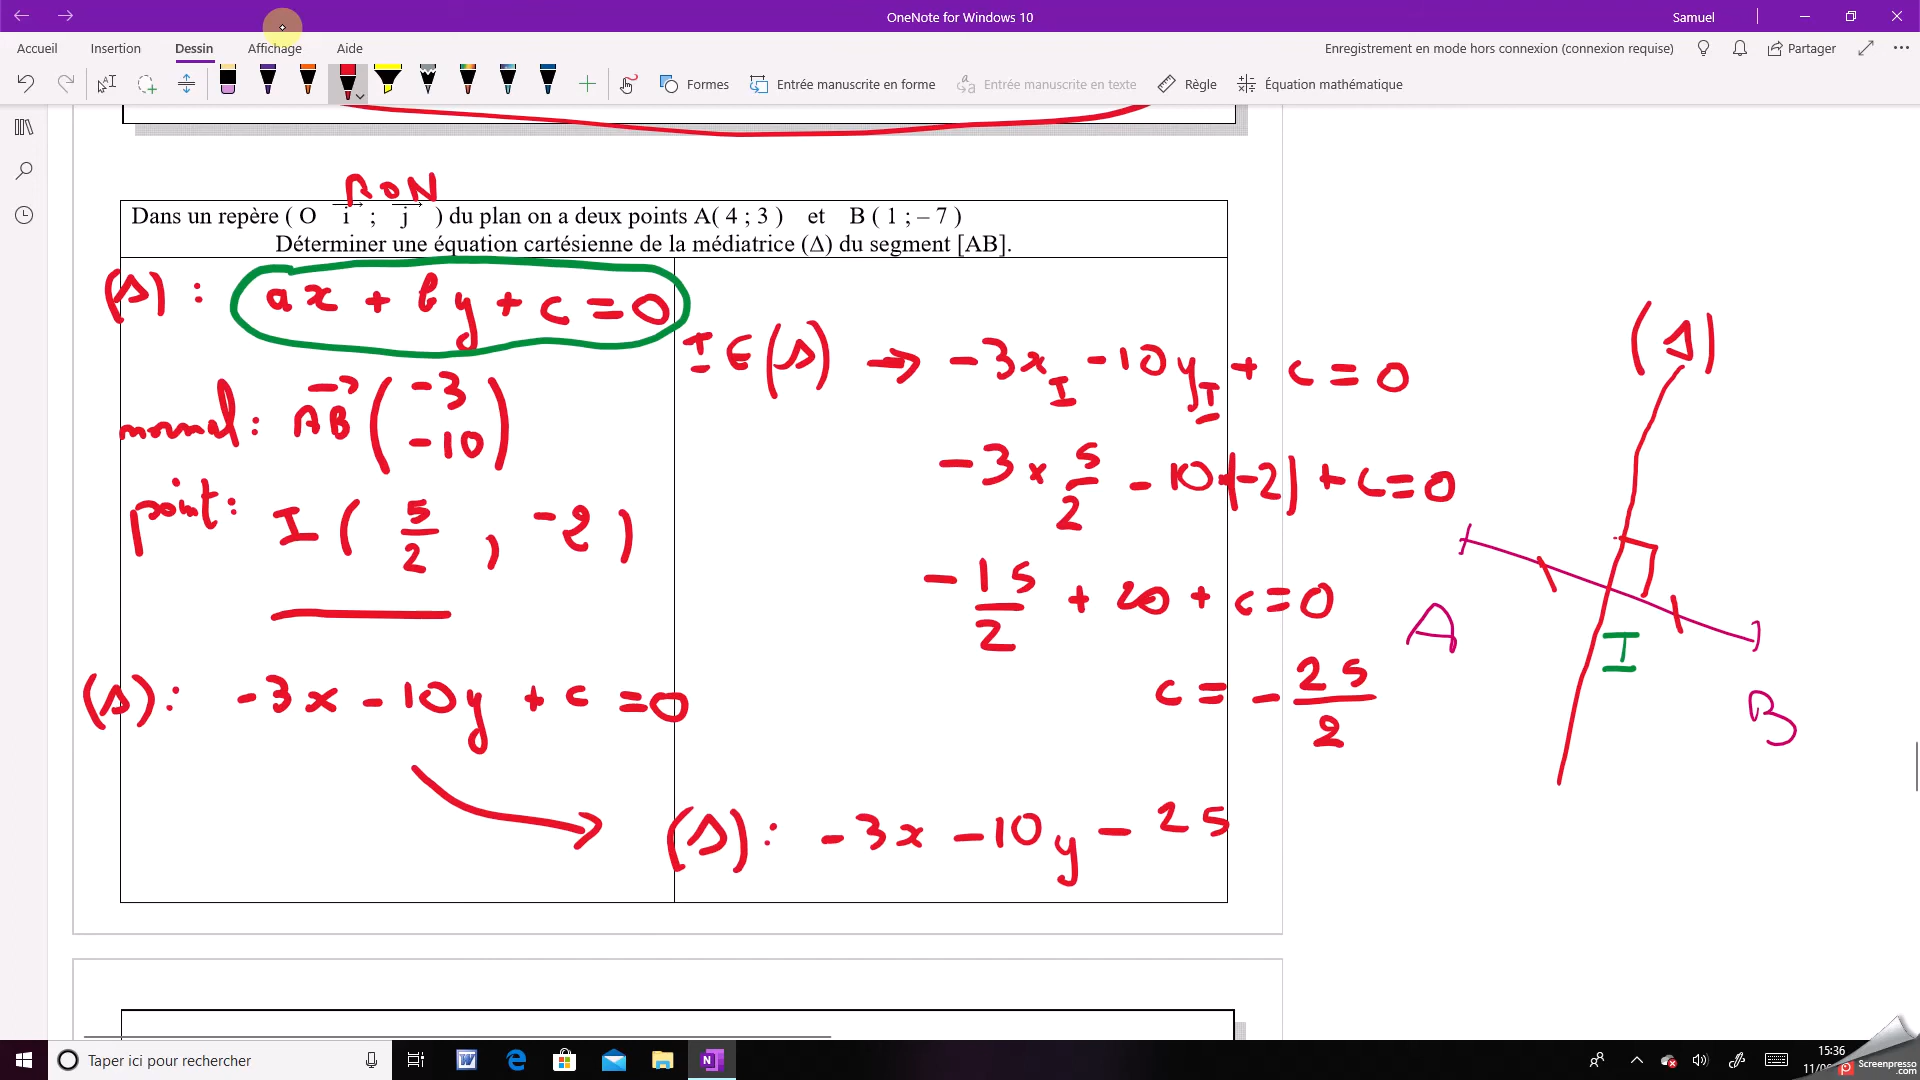 OneNote for Windows 10
Samuel
Accueil Insertion Dessin Affichage Aide
Enregistrement en mode hors connexion (connexion requise) Partager
Formes Entrée manuscrite en forme Entrée manuscrite en texte Règle Équation mathématique
RON
Dans un repère ( O i ; j ) du plan on a deux points A( 4 ; 3 ) et B ( 1 ; – 7 )
Déterminer une équation cartésienne de la médiatrice (Δ) du segment [AB].
(Δ) : ax + by + c = 0
normal : AB→ ( -3 -10 )
point : I ( 5/2 , -2 )
(Δ) : -3x - 10y + c = 0
I ∈ (Δ) → -3x_I - 10y_I + c = 0
-3 × 5/2 - 10×(-2) + c = 0
-15/2 + 20 + c = 0
c = - 25/2
(Δ) : -3x - 10y - 25
(Δ)
A
I
B
Taper ici pour rechercher
15:36
Screenpresso
.com